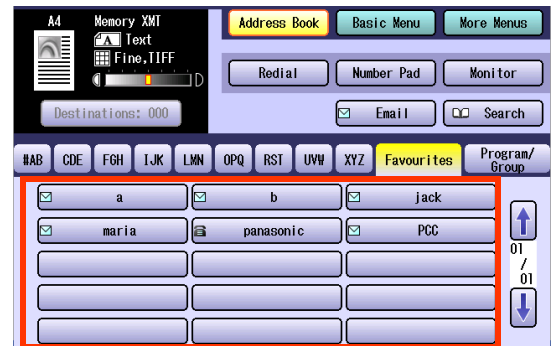 A4 Memory XMT
A Text
Fine,TIFF
D
Destinations: 000
Address Book Basic Menu More Menus
Redial Number Pad Monitor
Email Search
#AB CDE FGH IJK LMN OPQ RST UVW XYZ Favourites Program/
Group
a b jack
maria panasonic PCC
01
/
01